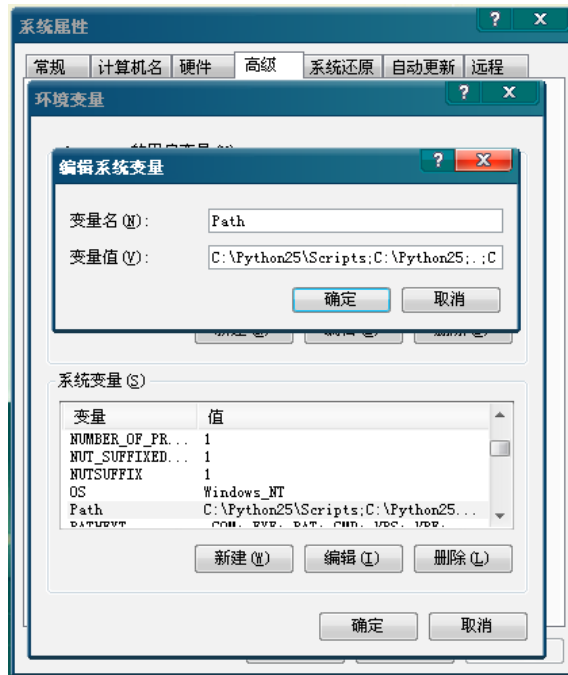 系统属性
常规 计算机名 硬件 高级 系统还原 自动更新 远程
环境变量
编辑系统变量
变量名(N): Path
变量值(V): C:\Python25\Scripts;C:\Python25;.;C
确定 取消
系统变量(S)
变量 值
NUMBER_OF_PR... 1
NUT_SUFFIXED... 1
NUTSUFFIX 1
OS Windows_NT
Path C:\Python25\Scripts;C:\Python25...
新建(W) 编辑(I) 删除(L)
确定 取消